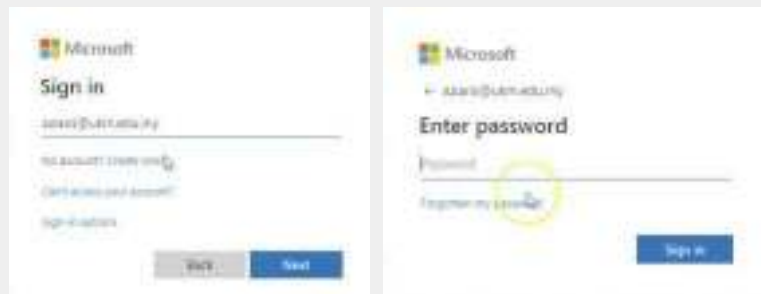 Microsoft
Sign in
No account? Create one
Can't access your account?
Sign-in options
Back
Next
Microsoft
Enter password
Password
Forgotten my password
Sign in